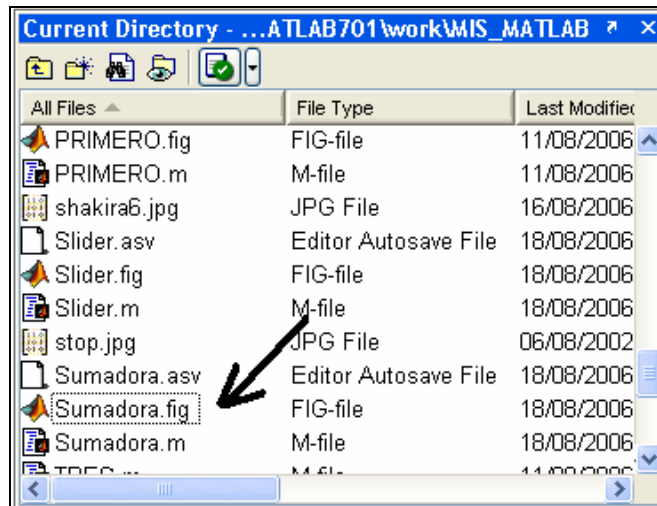 Current Directory - ...ATLAB701\work\MIS_MATLAB
All Files File Type Last Modified
PRIMERO.fig FIG-file 11/08/2006
PRIMERO.m M-file 11/08/2006
shakira6.jpg JPG File 16/08/2006
Slider.asv Editor Autosave File 18/08/2006
Slider.fig FIG-file 18/08/2006
Slider.m M-file 18/08/2006
stop.jpg JPG File 06/08/2002
Sumadora.asv Editor Autosave File 18/08/2006
Sumadora.fig FIG-file 18/08/2006
Sumadora.m M-file 18/08/2006